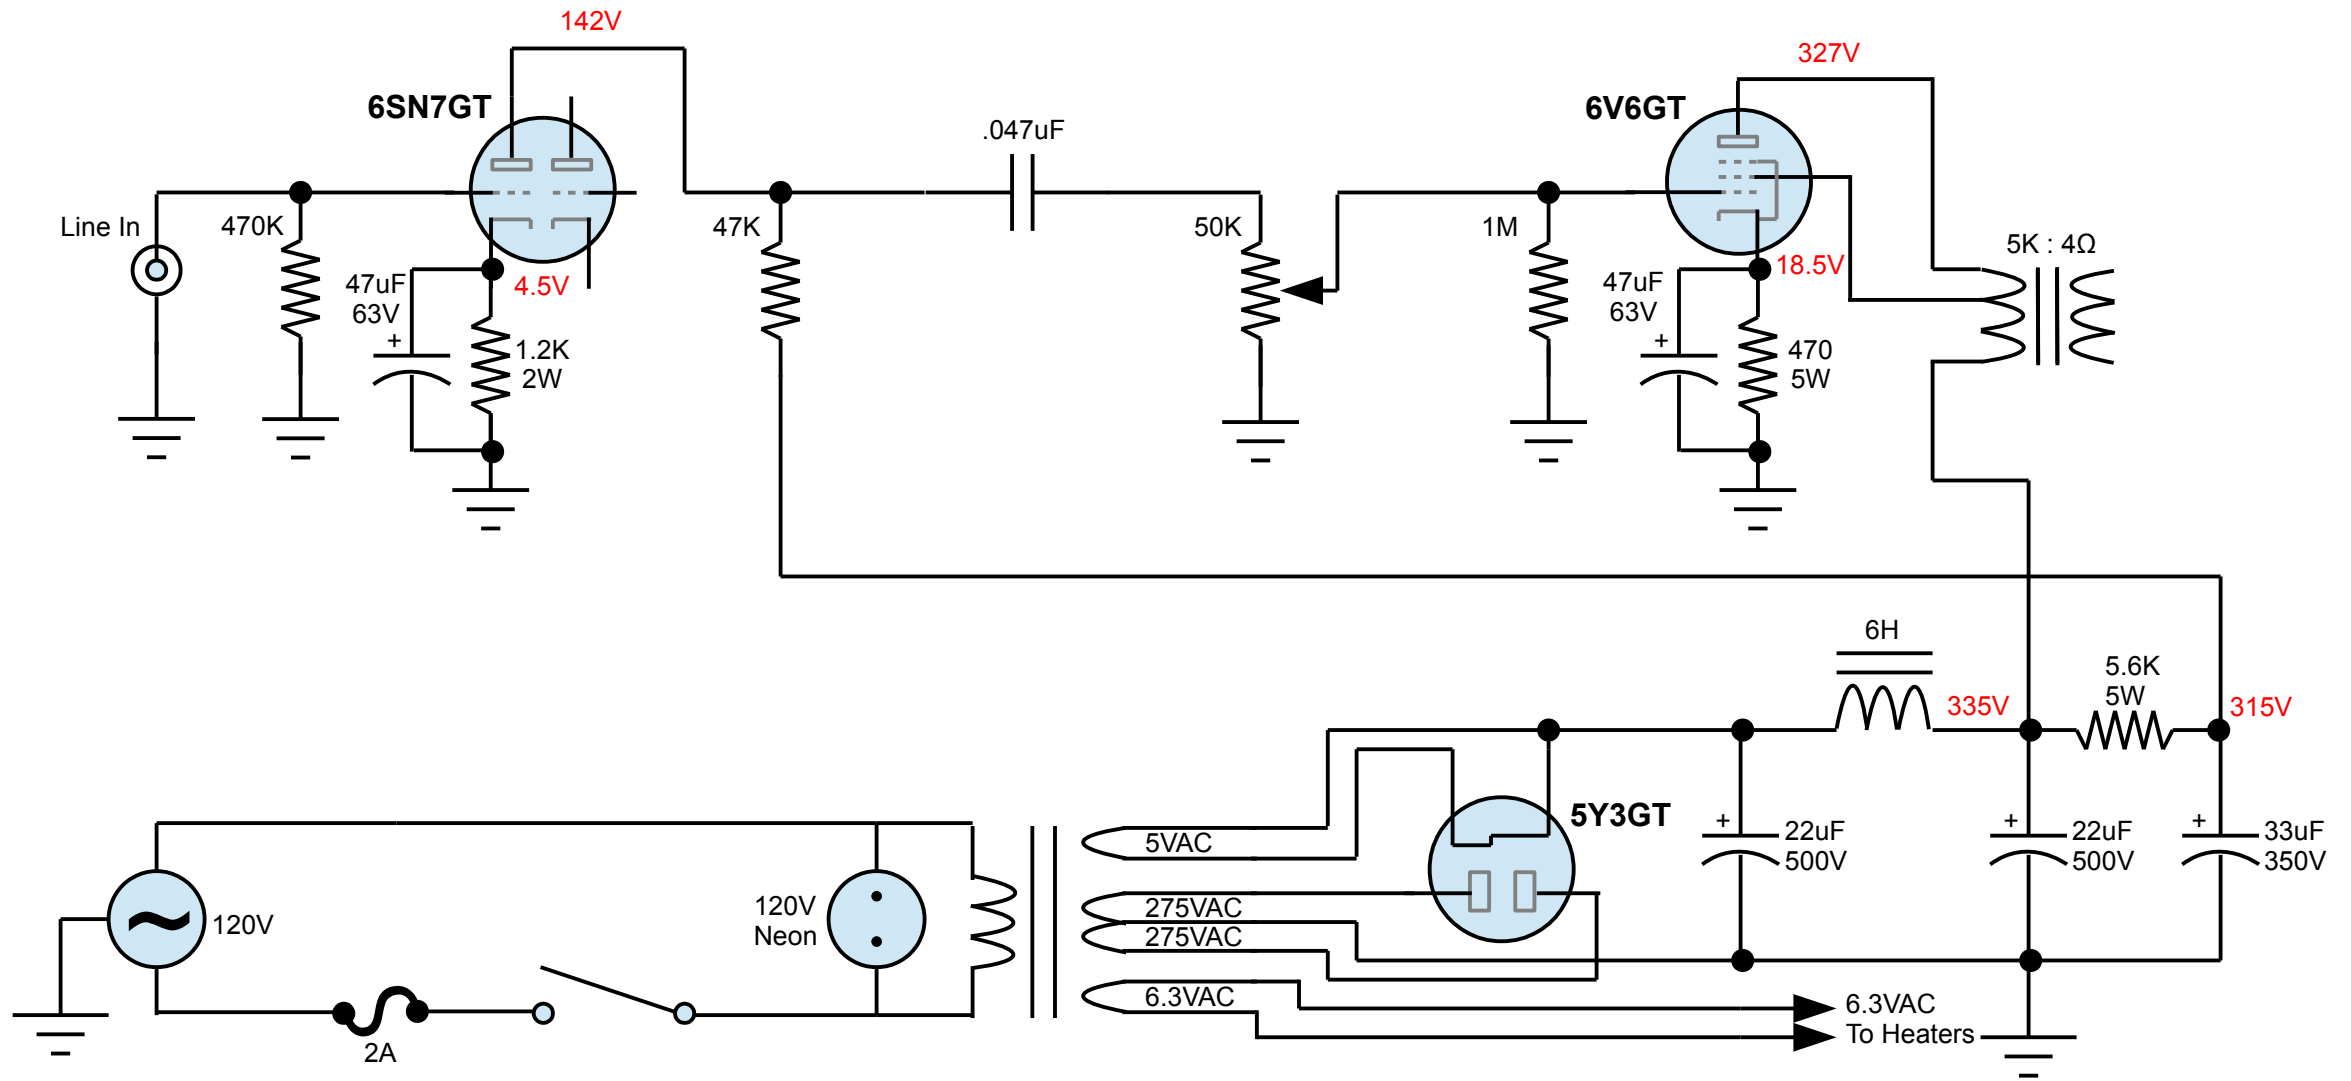 142V
327V
6SN7GT
6V6GT
.047uF
Line In
470K
47K
50K
1M
5K : 4Ω
4.5V
18.5V
47uF
63V
+
47uF
63V
+
1.2K
2W
470
5W
6H
5.6K
5W
335V
315V
5Y3GT
5VAC
+
22uF
500V
+
22uF
500V
+
33uF
350V
120V
120V
Neon
275VAC
275VAC
6.3VAC
6.3VAC
To Heaters
2A